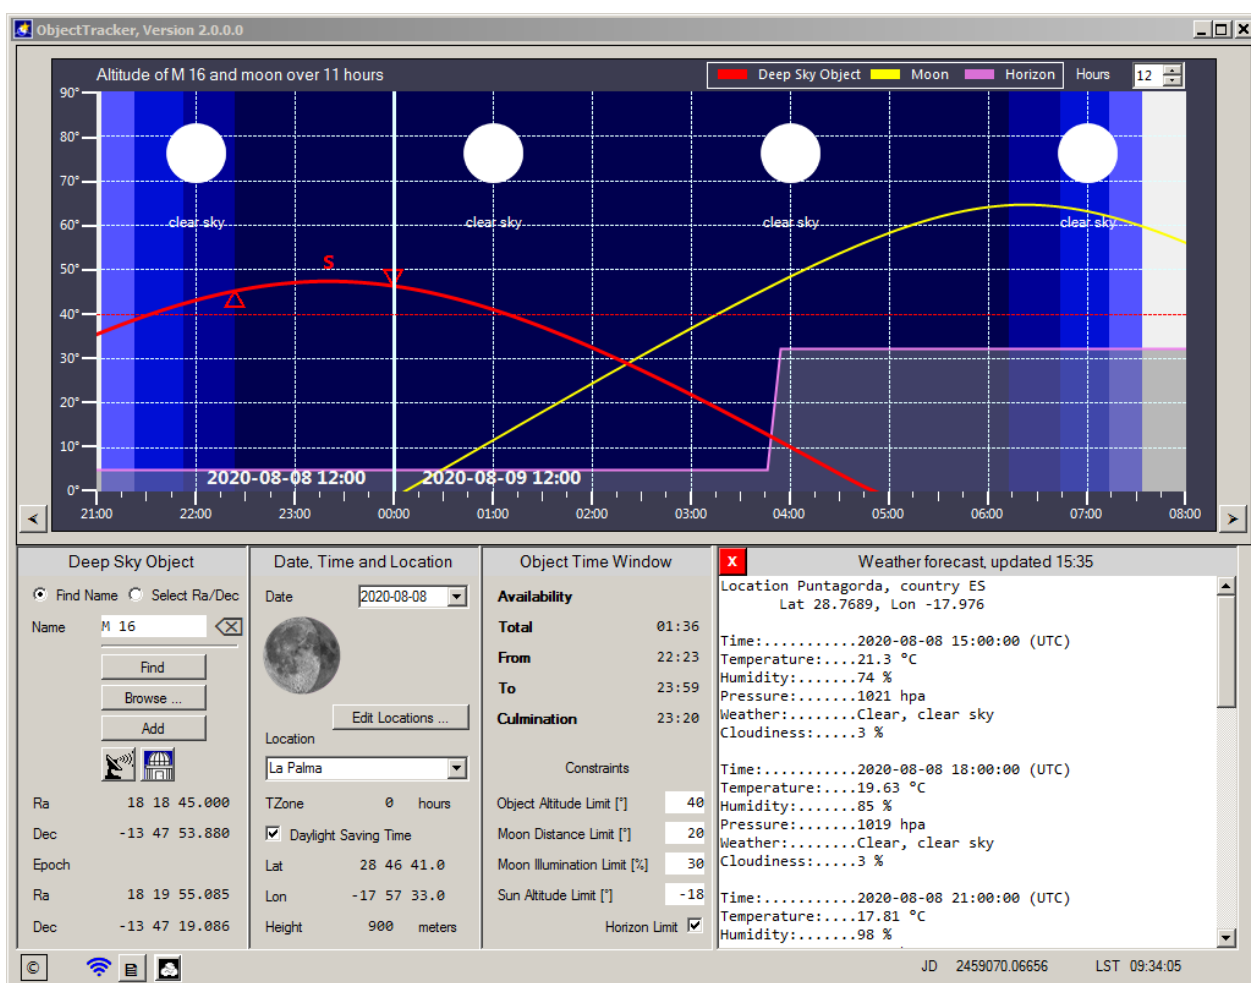 ObjectTracker, Version 2.0.0.0
Altitude of M 16 and moon over 11 hours
Deep Sky Object Moon Horizon Hours 12
90°
80°
70°
60°
50°
40°
30°
20°
10°
0°
clear sky clear sky clear sky clear sky
S
2020-08-08 12:00 2020-08-09 12:00
21:00 22:00 23:00 00:00 01:00 02:00 03:00 04:00 05:00 06:00 07:00 08:00
< >
Deep Sky Object
Find Name Select Ra/Dec
Name M 16
Find
Browse ...
Add
Ra 18 18 45.000
Dec -13 47 53.880
Epoch
Ra 18 19 55.085
Dec -13 47 19.086
Date, Time and Location
Date 2020-08-08
Edit Locations ...
Location
La Palma
TZone 0 hours
Daylight Saving Time
Lat 28 46 41.0
Lon -17 57 33.0
Height 900 meters
Object Time Window
Availability
Total 01:36
From 22:23
To 23:59
Culmination 23:20
Constraints
Object Altitude Limit [°] 40
Moon Distance Limit [°] 20
Moon Illumination Limit [%] 30
Sun Altitude Limit [°] -18
Horizon Limit
X Weather forecast, updated 15:35
Location Puntagorda, country ES
Lat 28.7689, Lon -17.976
Time:...........2020-08-08 15:00:00 (UTC)
Temperature:....21.3 °C
Humidity:.......74 %
Pressure:.......1021 hpa
Weather:........Clear, clear sky
Cloudiness:.....3 %
Time:...........2020-08-08 18:00:00 (UTC)
Temperature:....19.63 °C
Humidity:.......85 %
Pressure:.......1019 hpa
Weather:........Clear, clear sky
Cloudiness:.....3 %
Time:...........2020-08-08 21:00:00 (UTC)
Temperature:....17.81 °C
Humidity:.......98 %
© JD 2459070.06656 LST 09:34:05